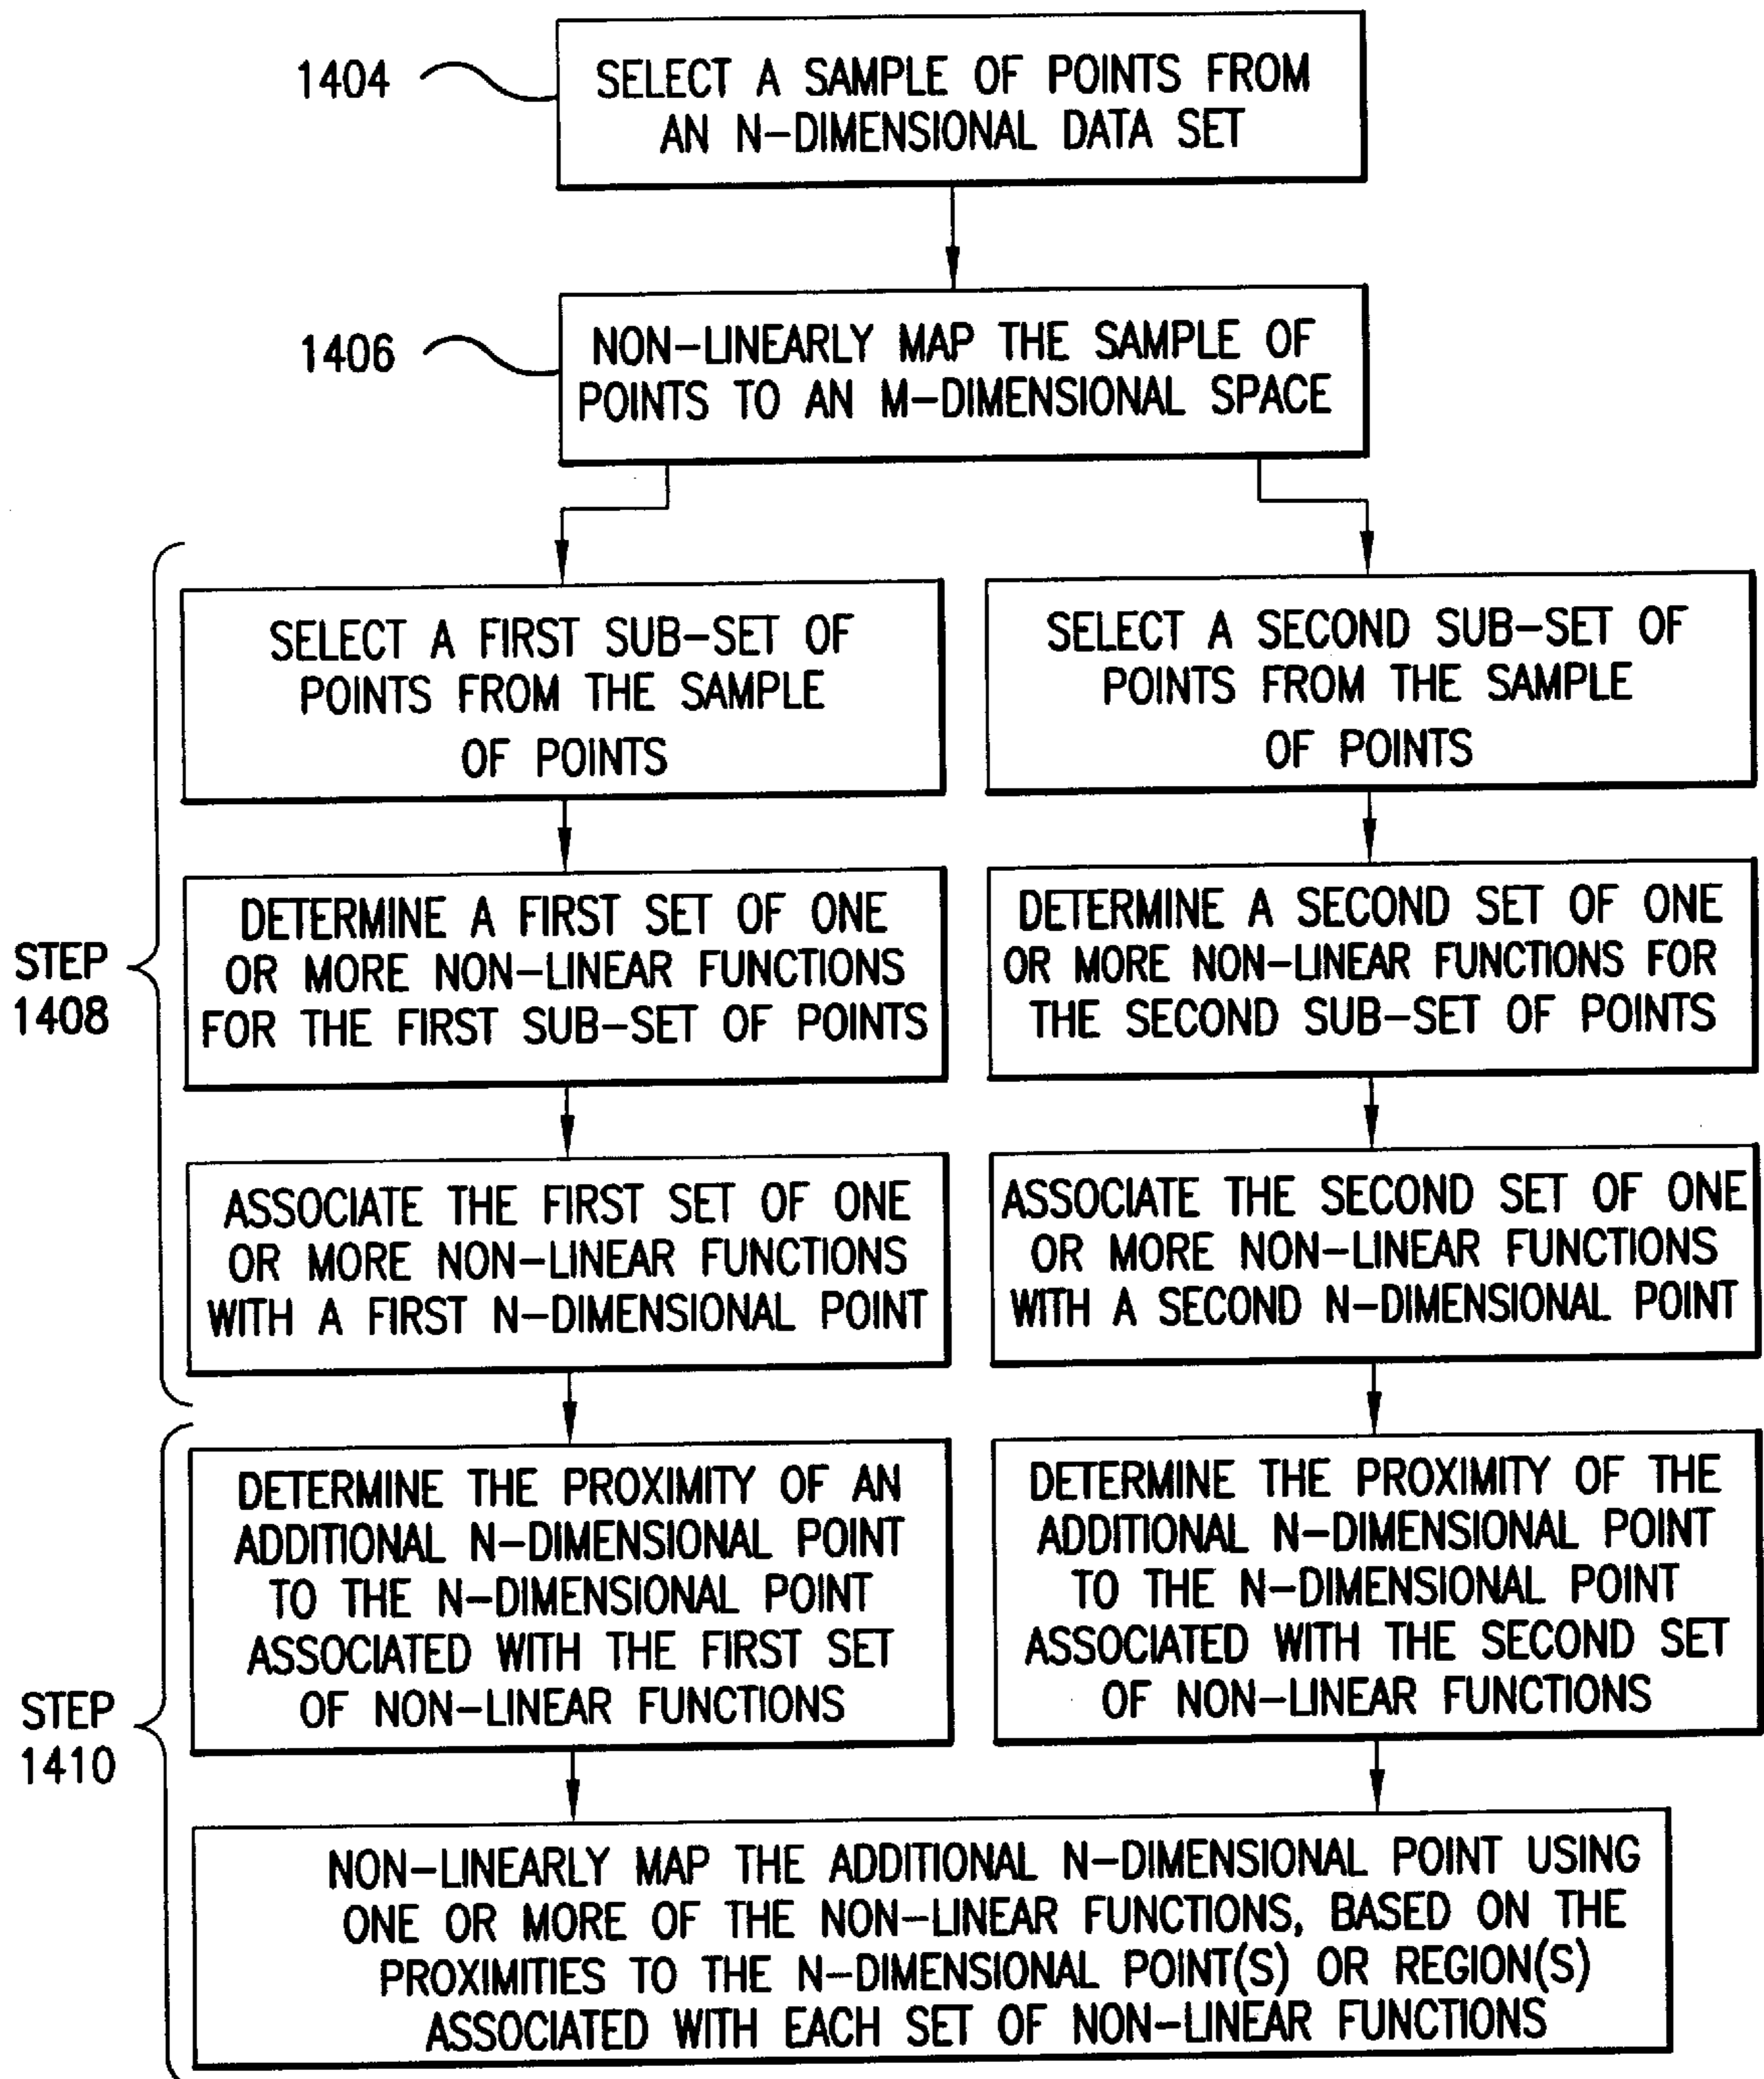 1404
SELECT A SAMPLE OF POINTS FROM
AN N-DIMENSIONAL DATA SET
1406
NON-LINEARLY MAP THE SAMPLE OF
POINTS TO AN M-DIMENSIONAL SPACE
STEP
1408
SELECT A FIRST SUB-SET OF
POINTS FROM THE SAMPLE
OF POINTS
SELECT A SECOND SUB-SET OF
POINTS FROM THE SAMPLE
OF POINTS
DETERMINE A FIRST SET OF ONE
OR MORE NON-LINEAR FUNCTIONS
FOR THE FIRST SUB-SET OF POINTS
DETERMINE A SECOND SET OF ONE
OR MORE NON-LINEAR FUNCTIONS FOR
THE SECOND SUB-SET OF POINTS
ASSOCIATE THE FIRST SET OF ONE
OR MORE NON-LINEAR FUNCTIONS
WITH A FIRST N-DIMENSIONAL POINT
ASSOCIATE THE SECOND SET OF ONE
OR MORE NON-LINEAR FUNCTIONS
WITH A SECOND N-DIMENSIONAL POINT
STEP
1410
DETERMINE THE PROXIMITY OF AN
ADDITIONAL N-DIMENSIONAL POINT
TO THE N-DIMENSIONAL POINT
ASSOCIATED WITH THE FIRST SET
OF NON-LINEAR FUNCTIONS
DETERMINE THE PROXIMITY OF THE
ADDITIONAL N-DIMENSIONAL POINT
TO THE N-DIMENSIONAL POINT
ASSOCIATED WITH THE SECOND SET
OF NON-LINEAR FUNCTIONS
NON-LINEARLY MAP THE ADDITIONAL N-DIMENSIONAL POINT USING
ONE OR MORE OF THE NON-LINEAR FUNCTIONS, BASED ON THE
PROXIMITIES TO THE N-DIMENSIONAL POINT(S) OR REGION(S)
ASSOCIATED WITH EACH SET OF NON-LINEAR FUNCTIONS